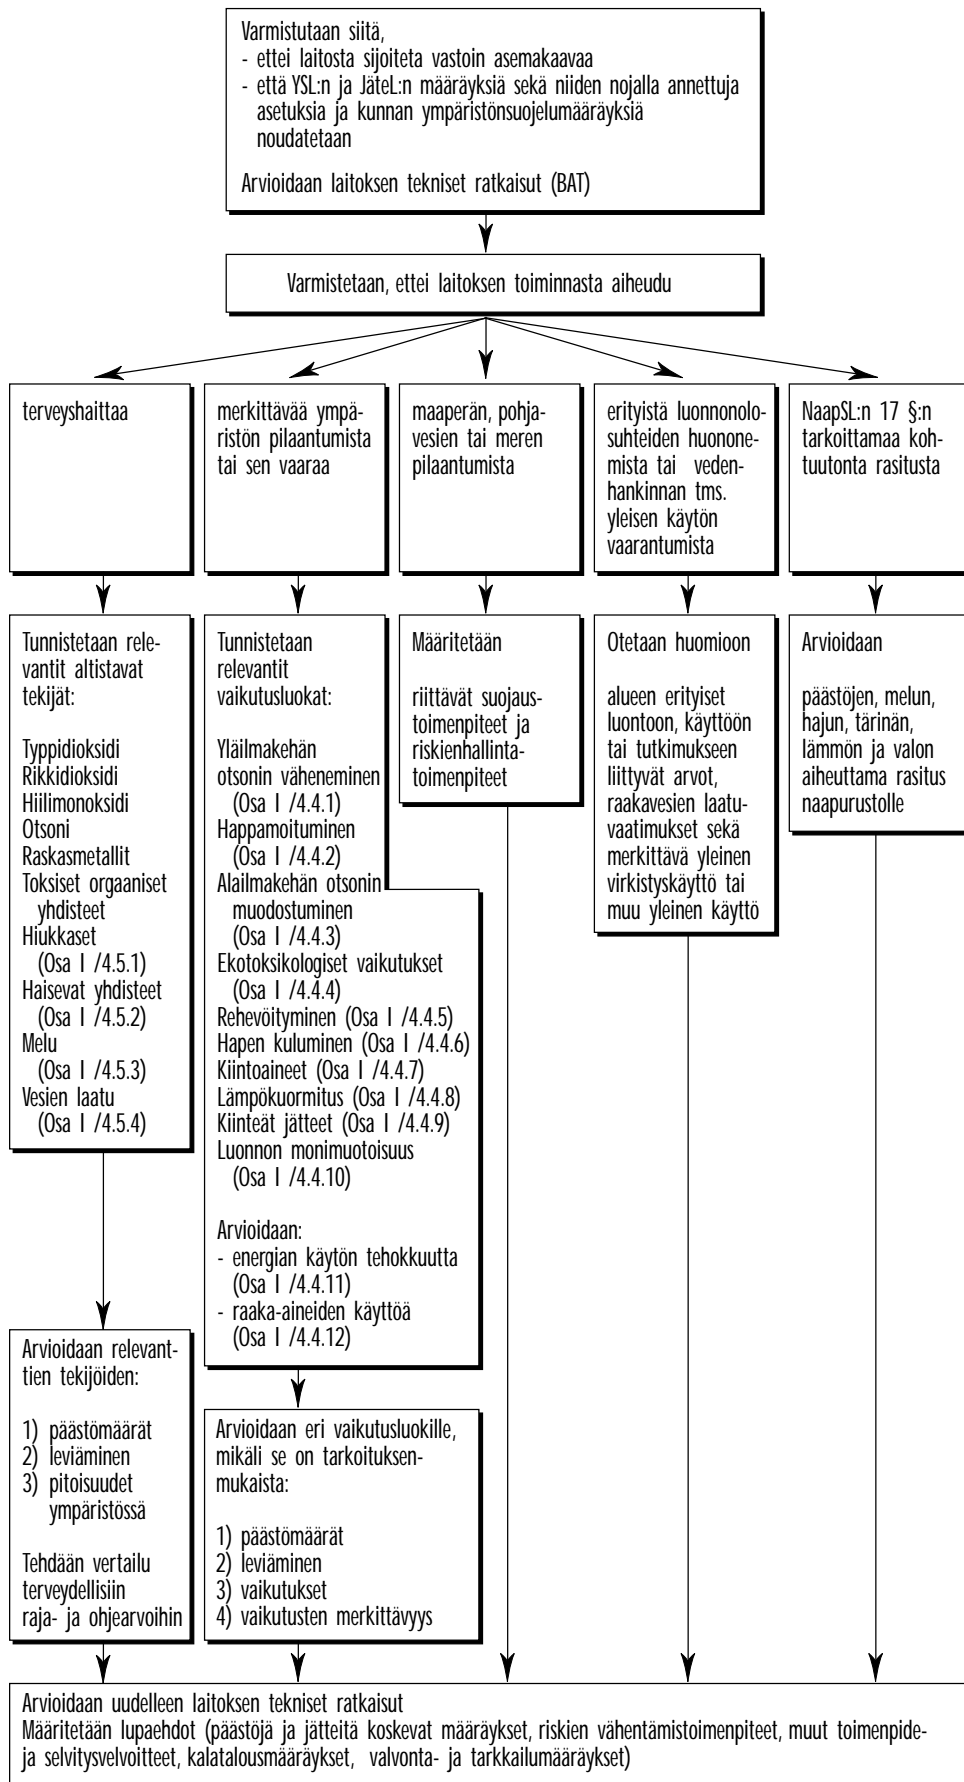 Varmistutaan siitä,
- ettei laitosta sijoiteta vastoin asemakaavaa
- että YSL:n ja JäteL:n määräyksiä sekä niiden nojalla annettuja
asetuksia ja kunnan ympäristönsuojelumääräyksiä
noudatetaan
Arvioidaan laitoksen tekniset ratkaisut (BAT)
Varmistetaan, ettei laitoksen toiminnasta aiheudu
terveyshaittaa
merkittävää ympä-
ristön pilaantumista
tai sen vaaraa
maaperän, pohja-
vesien tai meren
pilaantumista
erityistä luonnonolo-
suhteiden huonone-
mista tai veden-
hankinnan tms.
yleisen käytön
vaarantumista
NaapSL:n 17 §:n
tarkoittamaa koh-
tuutonta rasitusta
Tunnistetaan rele-
vantit altistavat
tekijät:
Typpidioksidi
Rikkidioksidi
Hiilimonoksidi
Otsoni
Raskasmetallit
Toksiset orgaaniset
yhdisteet
Hiukkaset
(Osa I /4.5.1)
Haisevat yhdisteet
(Osa I /4.5.2)
Melu
(Osa I /4.5.3)
Vesien laatu
(Osa I /4.5.4)
Tunnistetaan
relevantit
vaikutusluokat:
Yläilmakehän
otsonin väheneminen
(Osa I /4.4.1)
Happamoituminen
(Osa I /4.4.2)
Alailmakehän otsonin
muodostuminen
(Osa I /4.4.3)
Ekotoksikologiset vaikutukset
(Osa I /4.4.4)
Rehevöityminen (Osa I /4.4.5)
Hapen kuluminen (Osa I /4.4.6)
Kiintoaineet (Osa I /4.4.7)
Lämpökuormitus (Osa I /4.4.8)
Kiinteät jätteet (Osa I /4.4.9)
Luonnon monimuotoisuus
(Osa I /4.4.10)
Arvioidaan:
- energian käytön tehokkuutta
(Osa I /4.4.11)
- raaka-aineiden käyttöä
(Osa I /4.4.12)
Määritetään
riittävät suojaus-
toimenpiteet ja
riskienhallinta-
toimenpiteet
Otetaan huomioon
alueen erityiset
luontoon, käyttöön
tai tutkimukseen
liittyvät arvot,
raakavesien laatu-
vaatimukset sekä
merkittävä yleinen
virkistyskäyttö tai
muu yleinen käyttö
Arvioidaan
päästöjen, melun,
hajun, tärinän,
lämmön ja valon
aiheuttama rasitus
naapurustolle
Arvioidaan relevant-
tien tekijöiden:
1) päästömäärät
2) leviäminen
3) pitoisuudet
ympäristössä
Tehdään vertailu
terveydellisiin
raja- ja ohjearvoihin
Arvioidaan eri vaikutusluokille,
mikäli se on tarkoituksen-
mukaista:
1) päästömäärät
2) leviäminen
3) vaikutukset
4) vaikutusten merkittävyys
Arvioidaan uudelleen laitoksen tekniset ratkaisut
Määritetään lupaehdot (päästöjä ja jätteitä koskevat määräykset, riskien vähentämistoimenpiteet, muut toimenpide-
ja selvitysvelvoitteet, kalatalousmääräykset, valvonta- ja tarkkailumääräykset)